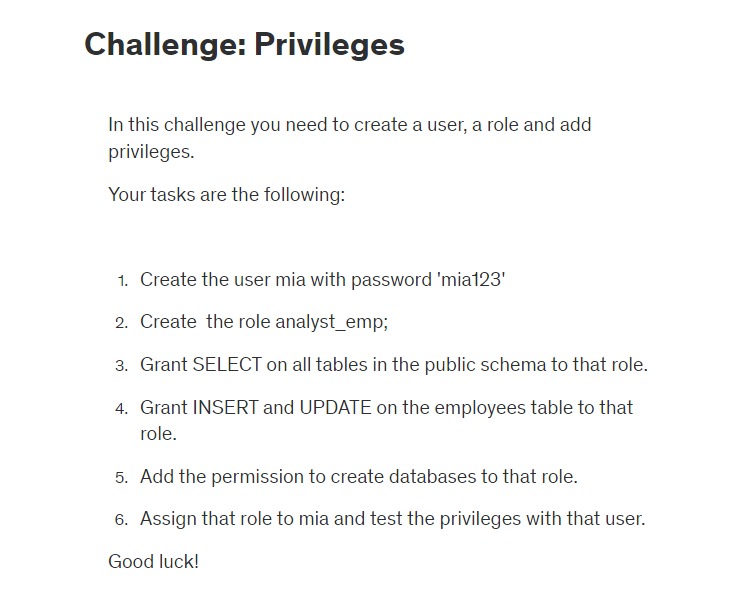 Challenge: Privileges
In this challenge you need to create a user, a role and add
privileges.
Your tasks are the following:
1. Create the user mia with password 'mia123'
2. Create  the role analyst_emp;
3. Grant SELECT on all tables in the public schema to that role.
4. Grant INSERT and UPDATE on the employees table to that
role.
5. Add the permission to create databases to that role.
6. Assign that role to mia and test the privileges with that user.
Good luck!